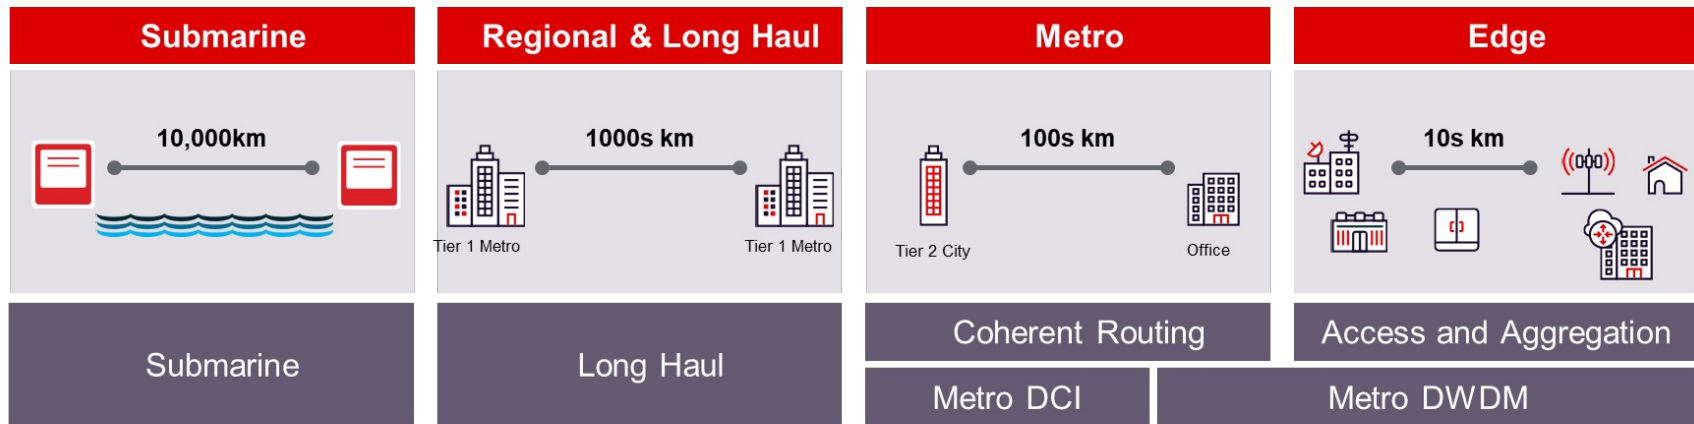 Submarine
10,000km
Submarine
Regional & Long Haul
1000s km
Tier 1 Metro
Tier 1 Metro
Long Haul
Metro
100s km
Tier 2 City
Office
Coherent Routing
Metro DCI
Edge
10s km
Access and Aggregation
Metro DWDM